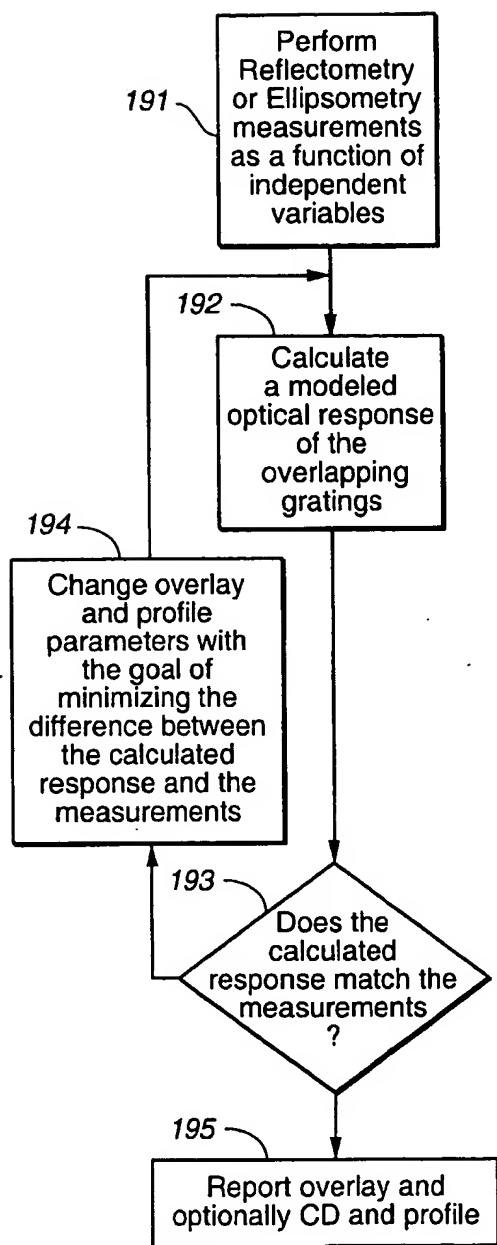 191
Perform
Reflectometry
or Ellipsometry
measurements
as a function of
independent
variables
192
Calculate
a modeled
optical response
of the
overlapping
gratings
194
Change overlay
and profile
parameters with
the goal of
minimizing the
difference between
the calculated
response and the
measurements
193
Does the
calculated
response match the
measurements
?
195
Report overlay and
optionally CD and profile